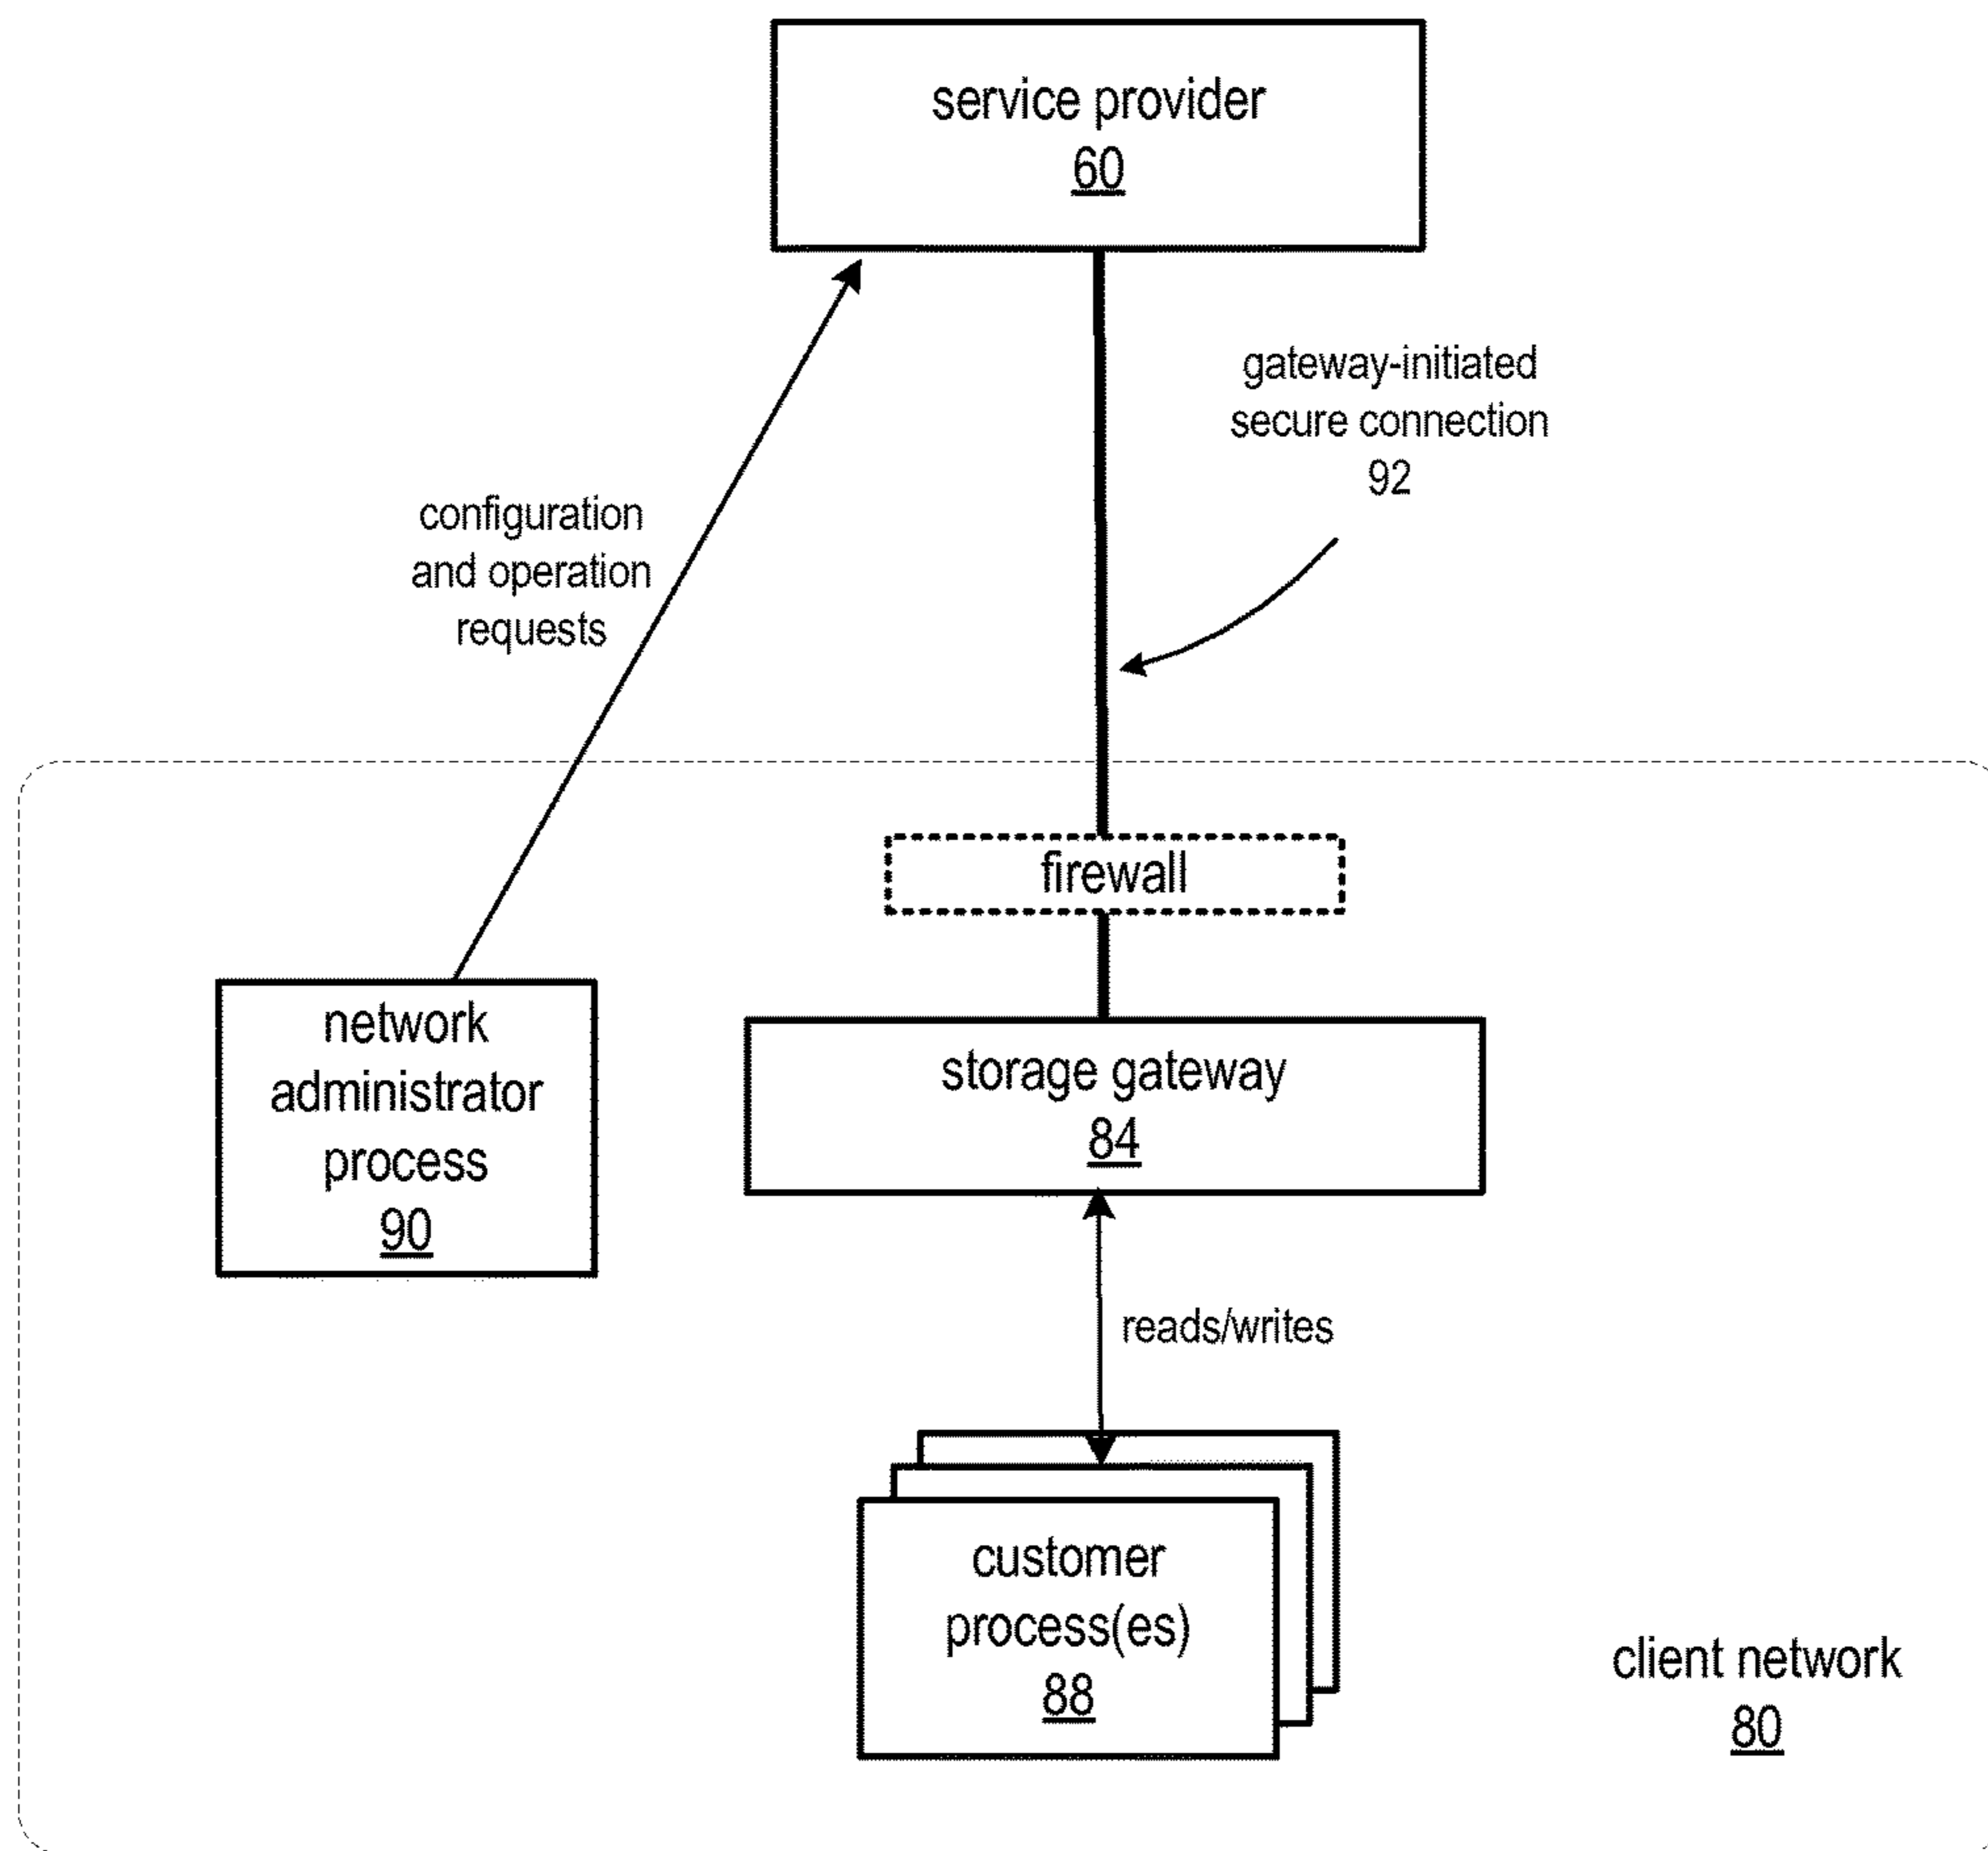 service provider
60
gateway-initiated
secure connection
92
configuration
and operation
requests
firewall
network
administrator
process
90
storage gateway
84
reads/writes
customer
process(es)
88
client network
80